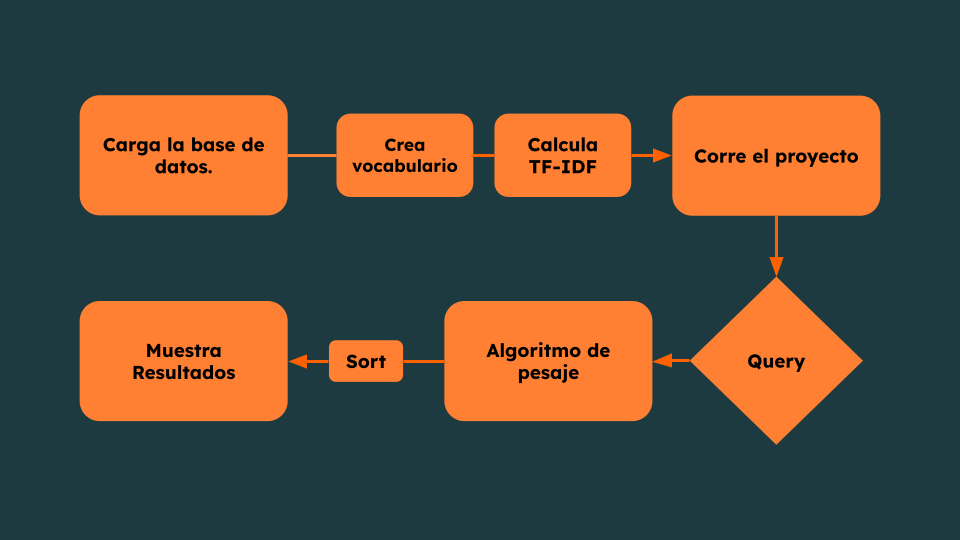 Carga la base de
datos.
Crea
vocabulario
Calcula
TF-IDF
Corre el proyecto
Query
Algoritmo de
pesaje
Sort
Muestra
Resultados